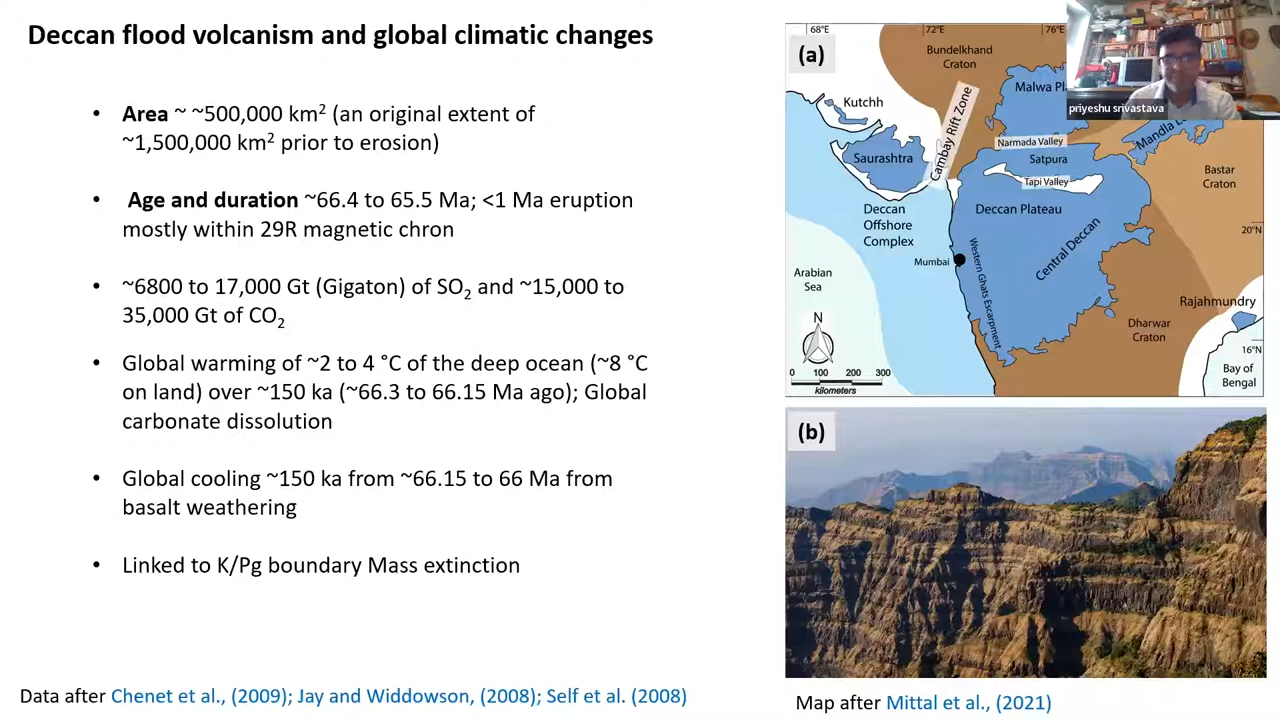 Deccan flood volcanism and global climatic changes
• Area ~ ~500,000 km² (an original extent of
~1,500,000 km² prior to erosion)
• Age and duration ~66.4 to 65.5 Ma; <1 Ma eruption
mostly within 29R magnetic chron
• ~6800 to 17,000 Gt (Gigaton) of SO₂ and ~15,000 to
35,000 Gt of CO₂
• Global warming of ~2 to 4 °C of the deep ocean (~8 °C
on land) over ~150 ka (~66.3 to 66.15 Ma ago); Global
carbonate dissolution
• Global cooling ~150 ka from ~66.15 to 66 Ma from
basalt weathering
• Linked to K/Pg boundary Mass extinction
Data after Chenet et al., (2009); Jay and Widdowson, (2008); Self et al. (2008)
68°E
72°E
76°E
(a)
Bundelkhand
Craton
Malwa
priyeshu srivastava
Kutchh
Cambay Rift Zone
Mandla
Narmada Valley
Saurashtra
Satpura
Tapi Valley
Bastar
Craton
Deccan
Offshore
Complex
Deccan Plateau
20°N
Central Deccan
Mumbai
Western Ghats Escarpment
Arabian
Sea
Rajahmundry
N
Dharwar
Craton
16°N
0 100 200 300
kilometers
Bay of
Bengal
(b)
Map after Mittal et al., (2021)